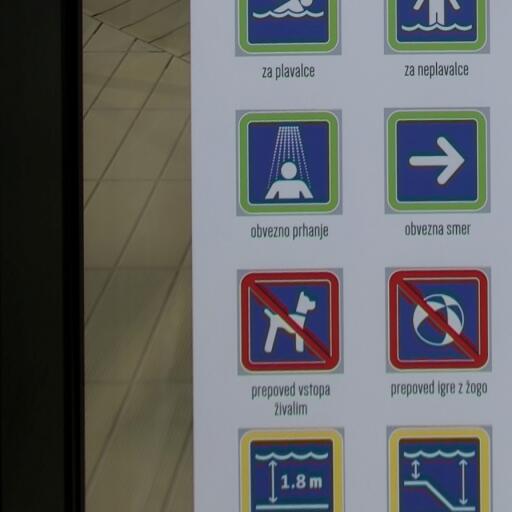 za plavalce
za neplavalce
obvezno prhanje
obvezna smer
prepoved vstopa
živalim
prepoved igre z žogo
1.8 m